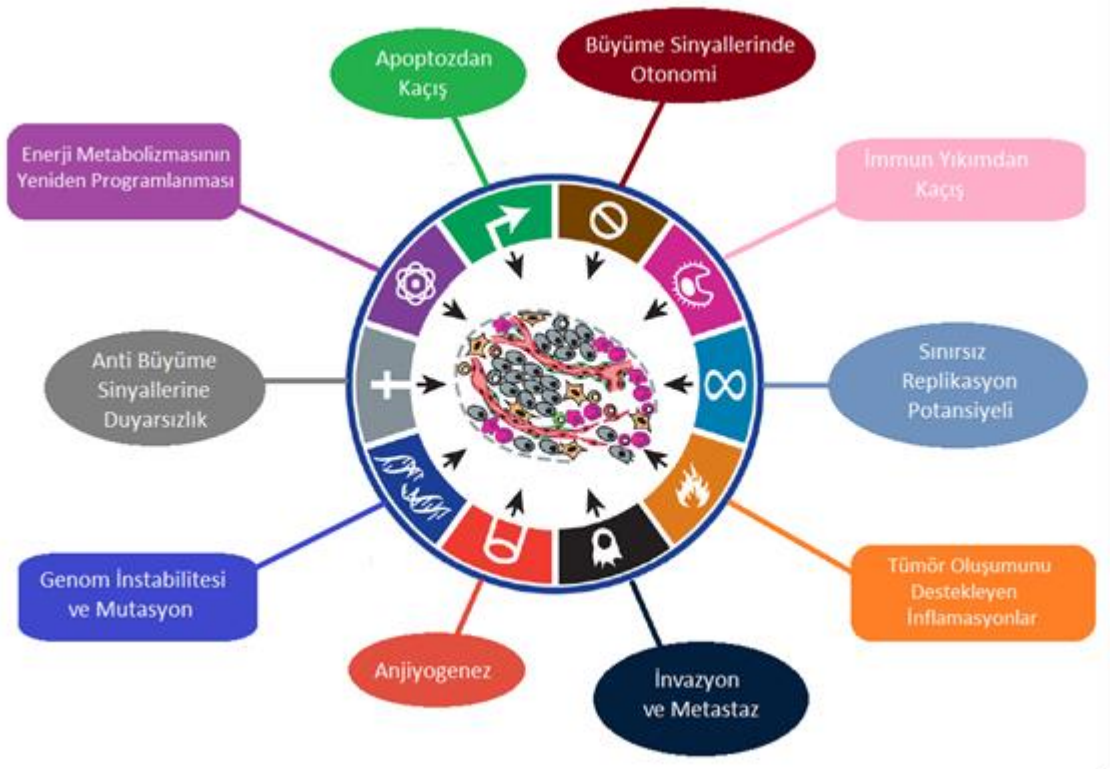 Apoptozdan
Kaçış
Büyüme Sinyallerinde
Otonomi
Enerji Metabolizmasının
Yeniden Programlanması
İmmun Yıkımdan
Kaçış
Anti Büyüme
Sinyallerine
Duyarsızlık
Sınırsız
Replikasyon
Potansiyeli
Genom İnstabilitesi
ve Mutasyon
Tümör Oluşumunu
Destekleyen
İnflamasyonlar
Anjiyogenez
İnvazyon
ve Metastaz